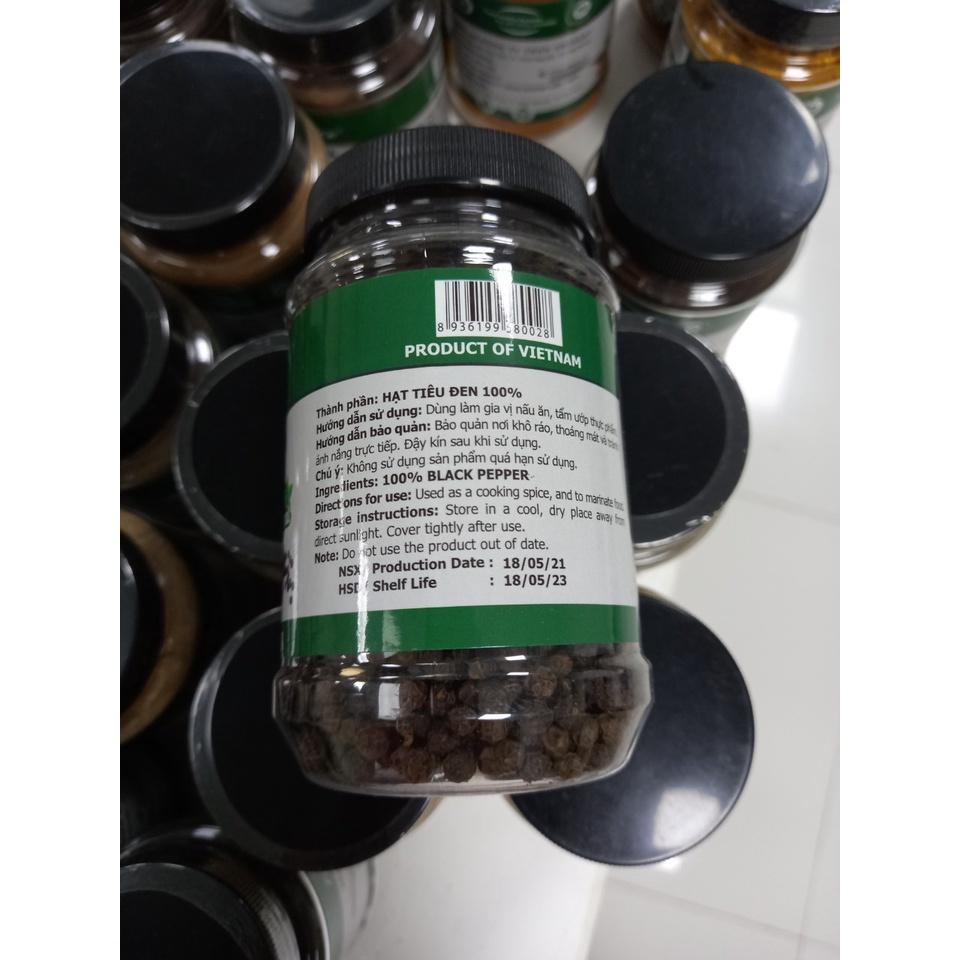 8 936199 580028
PRODUCT OF VIETNAM
Thành phần: HẠT TIÊU ĐEN 100%
Hướng dẫn sử dụng: Dùng làm gia vị nấu ăn, tẩm ướp thực phẩm
Hướng dẫn bảo quản: Bảo quản nơi khô ráo, thoáng mát và tránh
ánh nắng trực tiếp. Đậy kín sau khi sử dụng.
Chú ý: Không sử dụng sản phẩm quá hạn sử dụng.
Ingredients: 100% BLACK PEPPER
Directions for use: Used as a cooking spice, and to marinate food.
Storage instructions: Store in a cool, dry place away from
direct sunlight. Cover tightly after use.
Note: Do not use the product out of date.
NSX/ Production Date : 18/05/21
HSD/ Shelf Life : 18/05/23